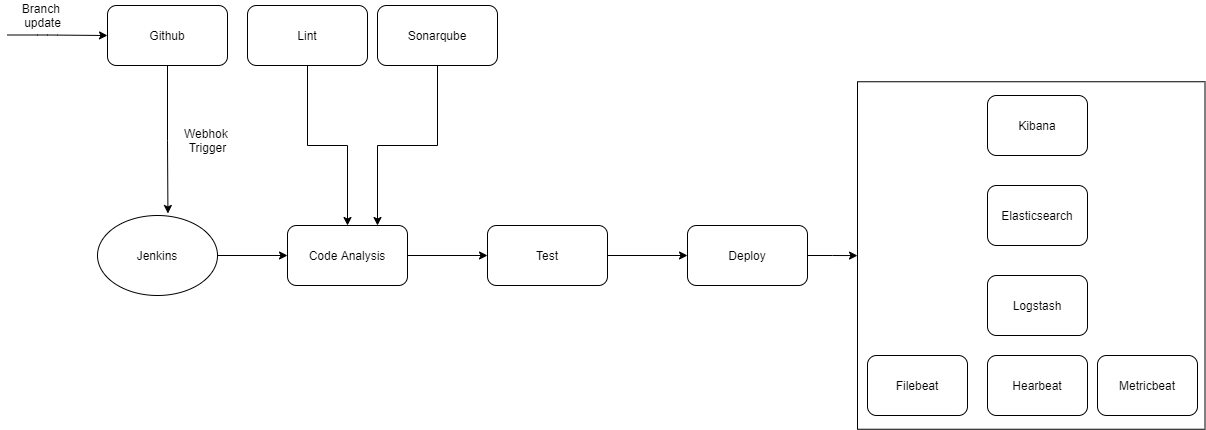 Branch
update
Github
Lint
Sonarqube
Webhok
Trigger
Jenkins
Code Analysis
Test
Deploy
Kibana
Elasticsearch
Logstash
Filebeat
Hearbeat
Metricbeat